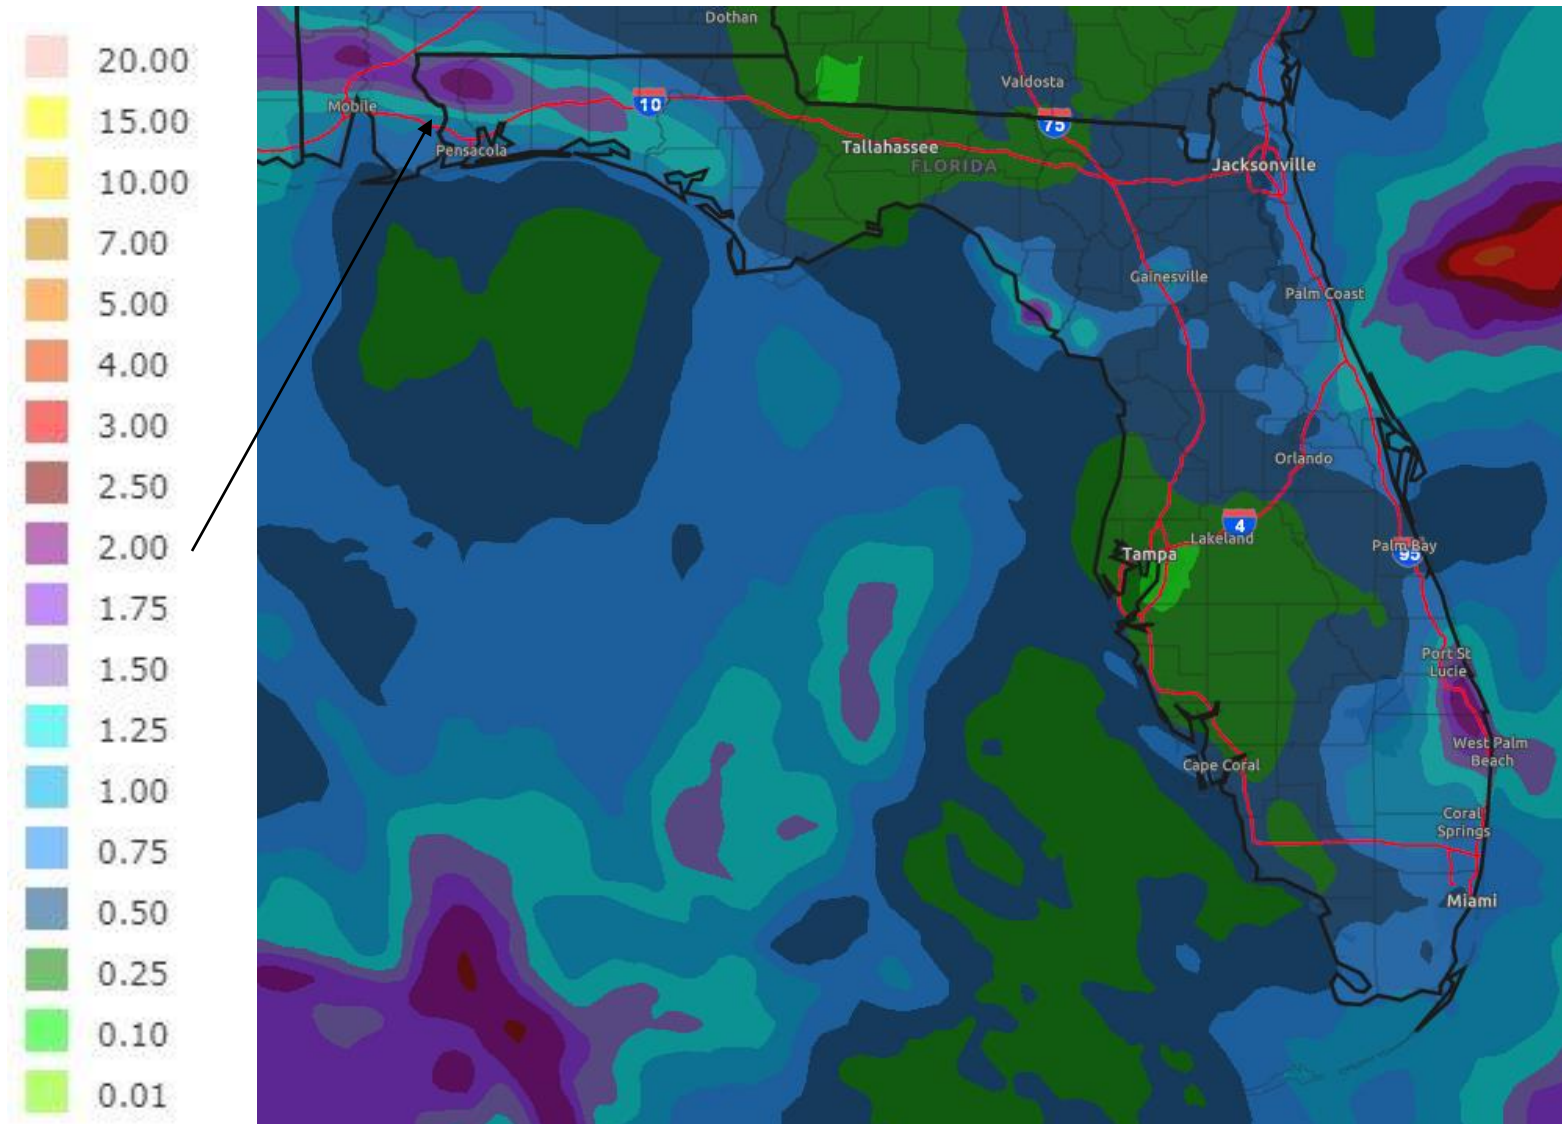 20.00
15.00
10.00
7.00
5.00
4.00
3.00
2.50
2.00
1.75
1.50
1.25
1.00
0.75
0.50
0.25
0.10
0.01
Dothan
Valdosta
Mobile
10
75
Pensacola
Tallahassee
FLORIDA
Jacksonville
Gainesville
Palm Coast
Orlando
4
Lakeland
Tampa
Palm Bay
95
Port St
Lucie
West Palm
Beach
Cape Coral
Coral
Springs
Miami